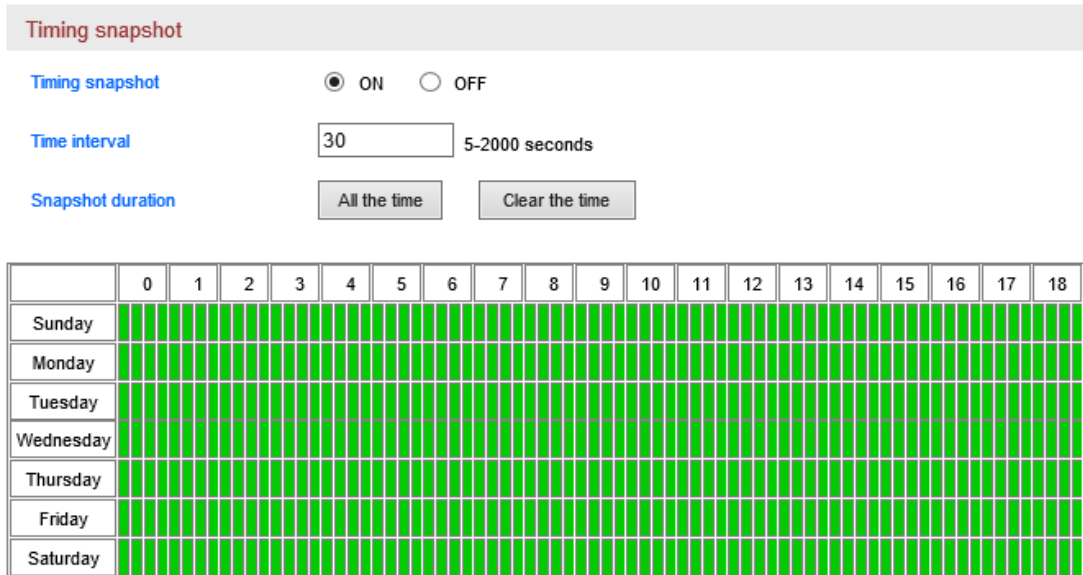 Timing snapshot
Timing snapshot ON OFF
Time interval 30 5-2000 seconds
Snapshot duration All the time Clear the time
0 1 2 3 4 5 6 7 8 9 10 11 12 13 14 15 16 17 18
Sunday
Monday
Tuesday
Wednesday
Thursday
Friday
Saturday